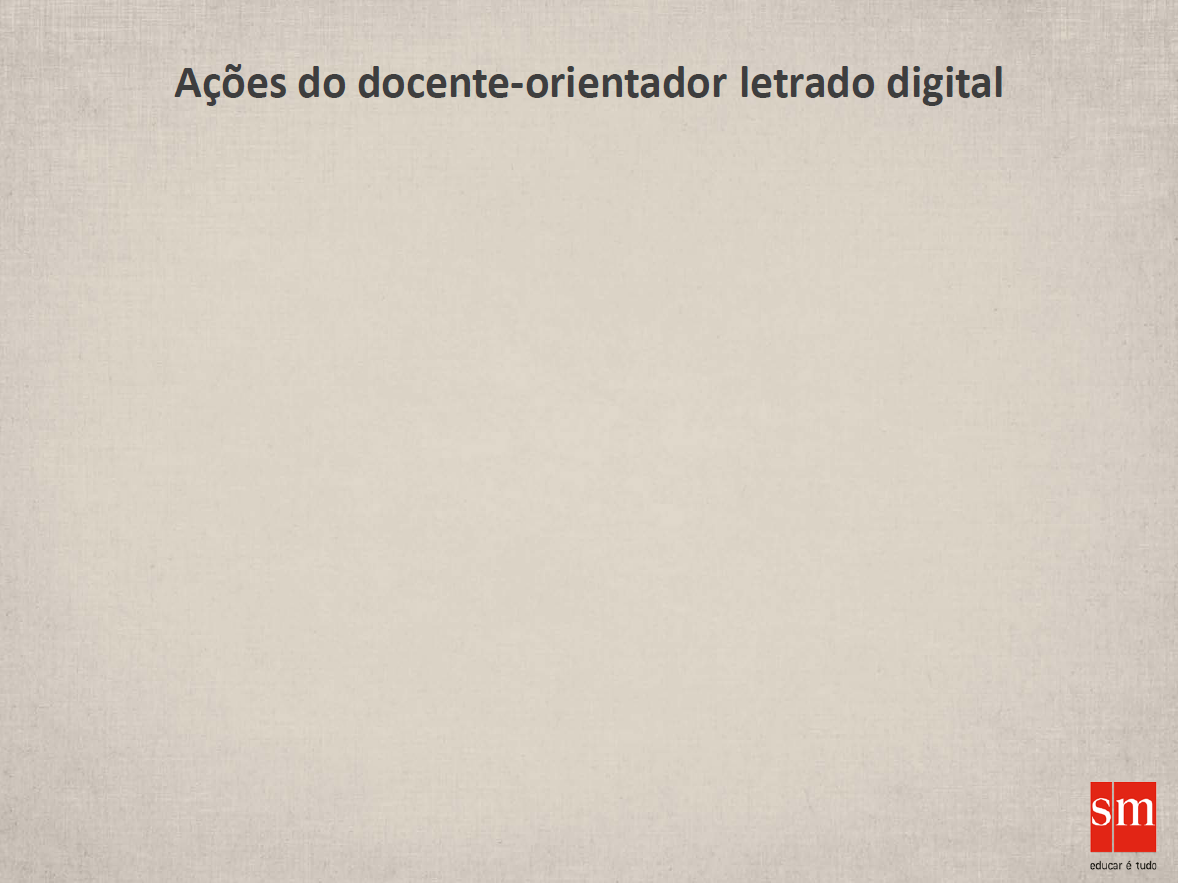 Ações do docente-orientador letrado digital
sm
educar é tudo